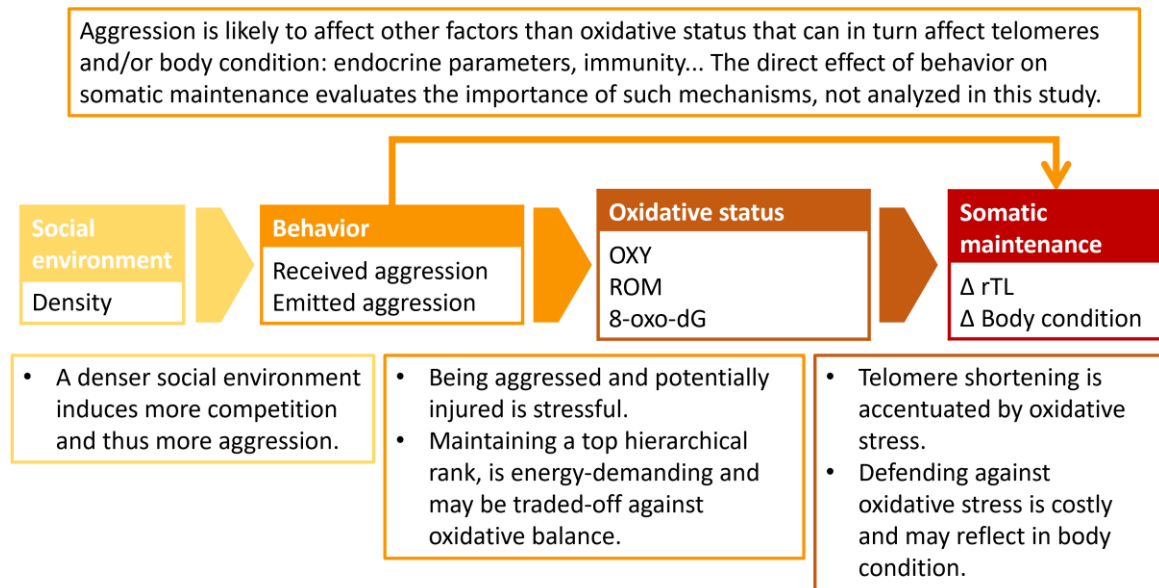 Aggression is likely to affect other factors than oxidative status that can in turn affect telomeres
and/or body condition: endocrine parameters, immunity... The direct effect of behavior on
somatic maintenance evaluates the importance of such mechanisms, not analyzed in this study.
Social
environment
Density
Behavior
Received aggression
Emitted aggression
Oxidative status
OXY
ROM
8-oxo-dG
Somatic
maintenance
Δ rTL
Δ Body condition
• A denser social environment
induces more competition
and thus more aggression.
• Being aggressed and potentially
injured is stressful.
• Maintaining a top hierarchical
rank, is energy-demanding and
may be traded-off against
oxidative balance.
• Telomere shortening is
accentuated by oxidative
stress.
• Defending against
oxidative stress is costly
and may reflect in body
condition.